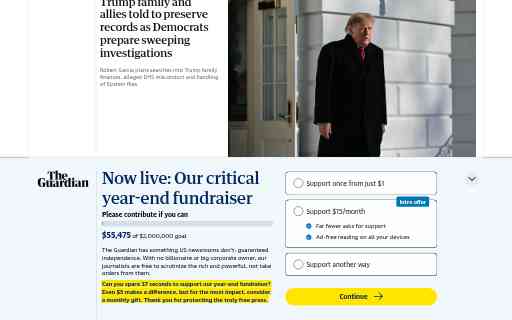 Trump family and
allies told to preserve
records as Democrats
prepare sweeping
investigations
Robert Garcia plans searches into Trump family
finances, alleged DHS misconduct and handling
of Epstein files
The
Guardian
Now live: Our critical
year-end fundraiser
Please contribute if you can
$55,475 of $2,000,000 goal
The Guardian has something US newsrooms don't - guaranteed
independence. With no billionaire or big corporate owner, our
journalists are free to scrutinize the rich and powerful, not take
orders from them.
Can you spare 37 seconds to support our year-end fundraiser?
Even $5 makes a difference, but for the most impact, consider
a monthly gift. Thank you for protecting the truly free press.
Support once from just $1
Intro offer
Support $15/month
Far fewer asks for support
Ad-free reading on all your devices
Support another way
Continue